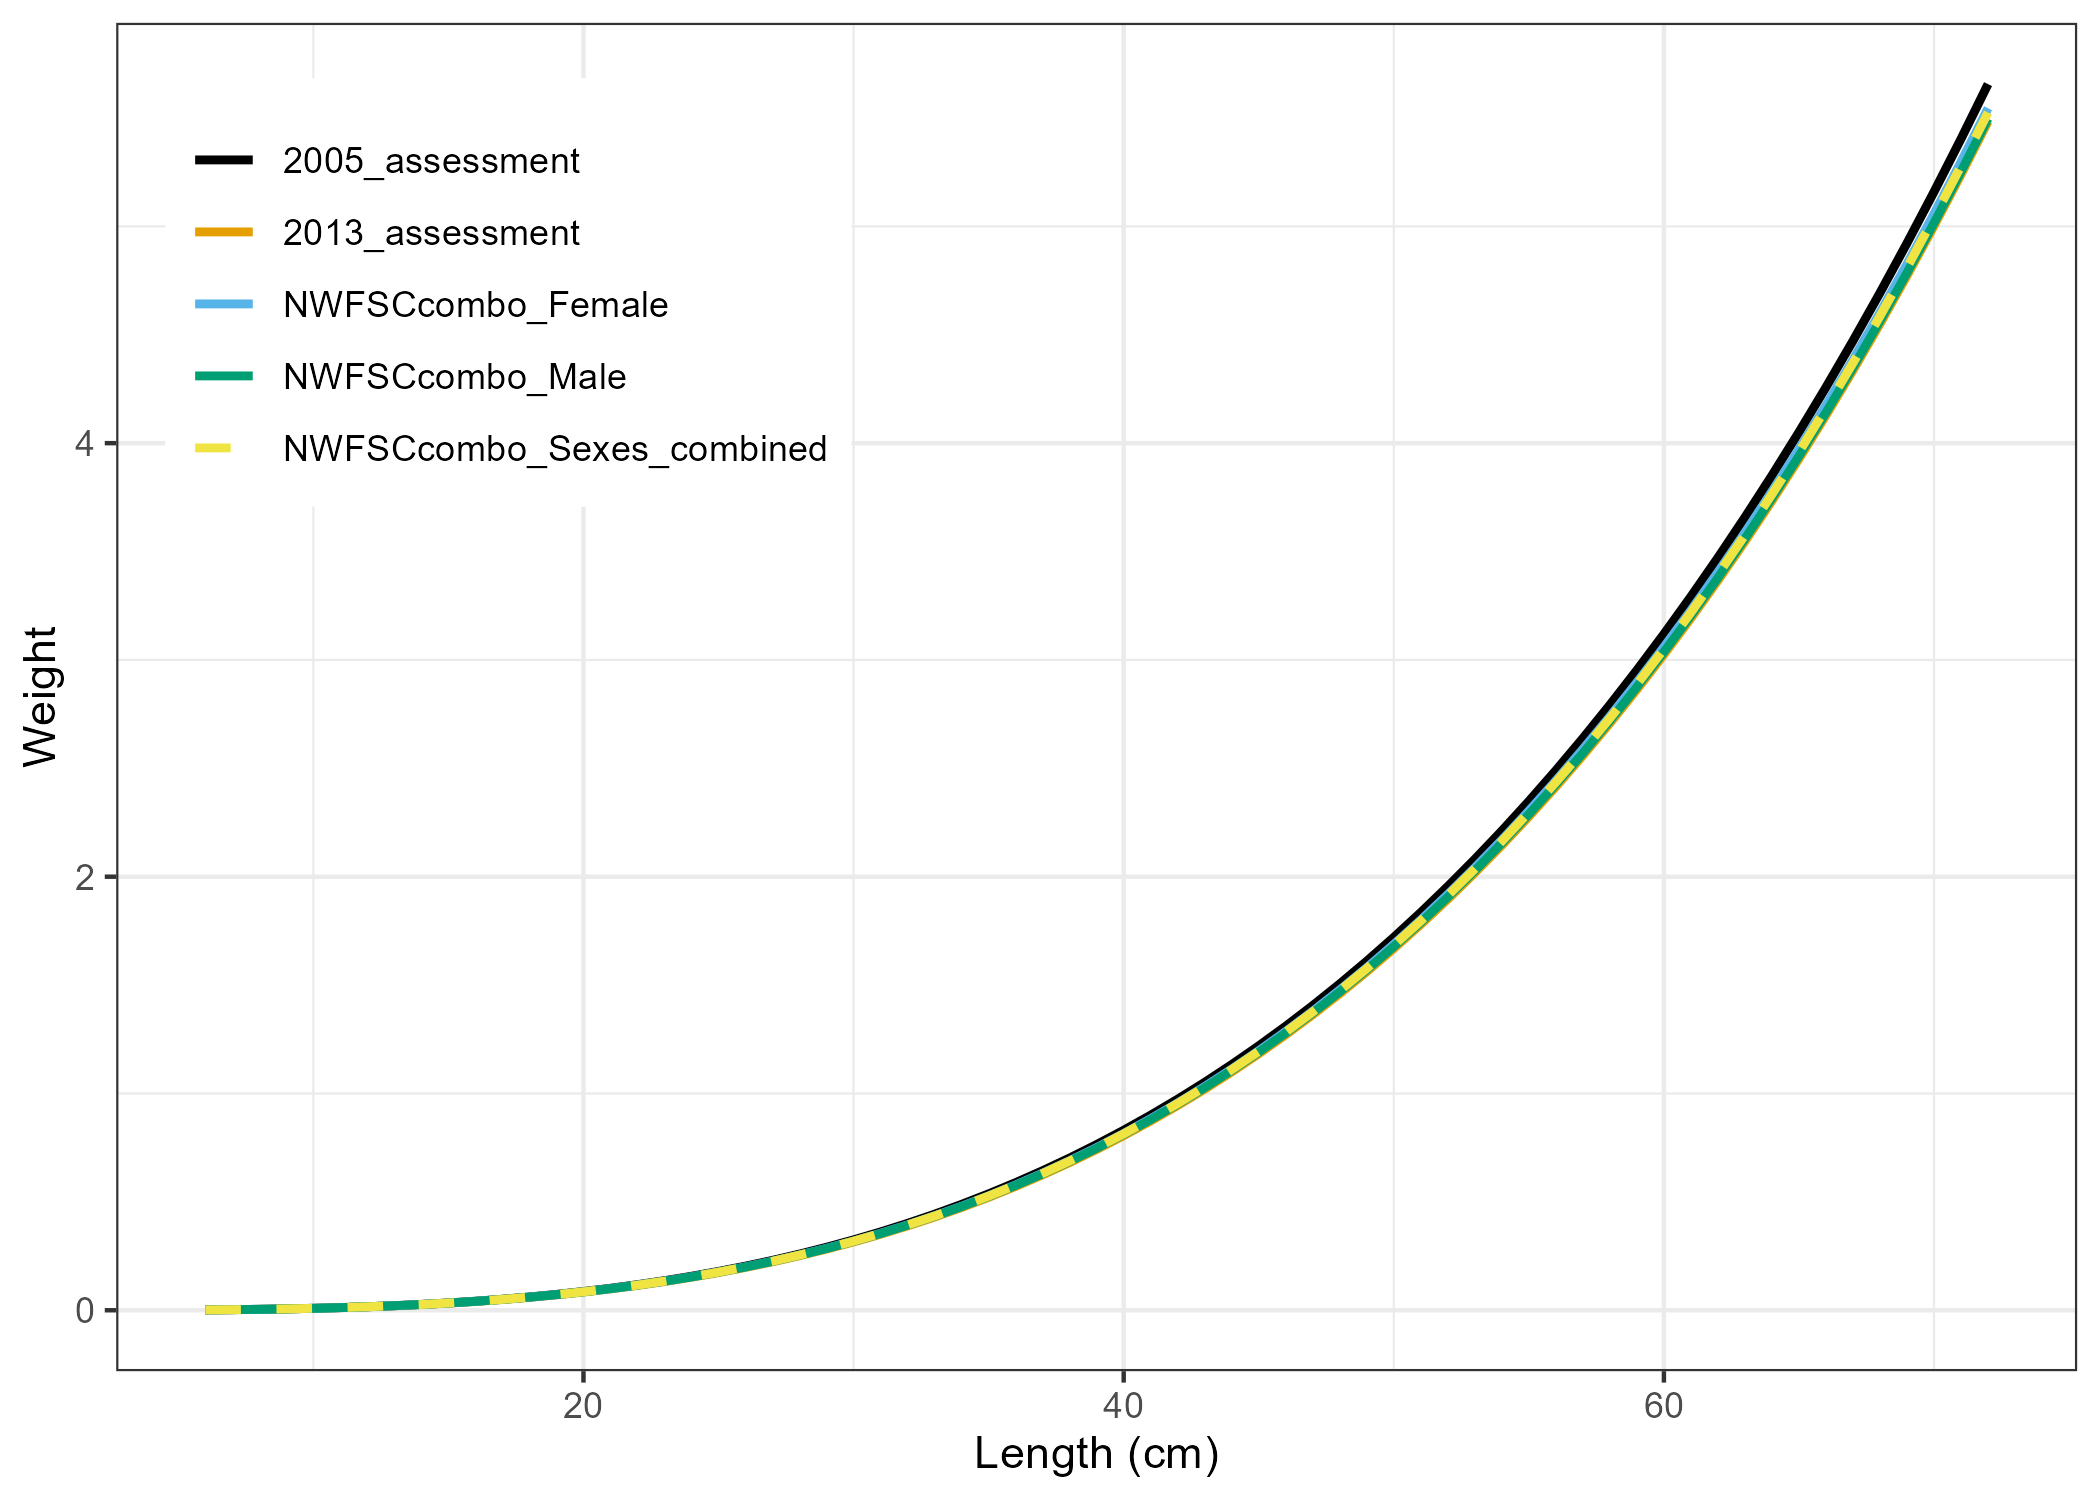 2005_assessment
2013_assessment
NWFSCcombo_Female
NWFSCcombo_Male
NWFSCcombo_Sexes_combined
4
2
0
Weight
20 40 60
Length (cm)